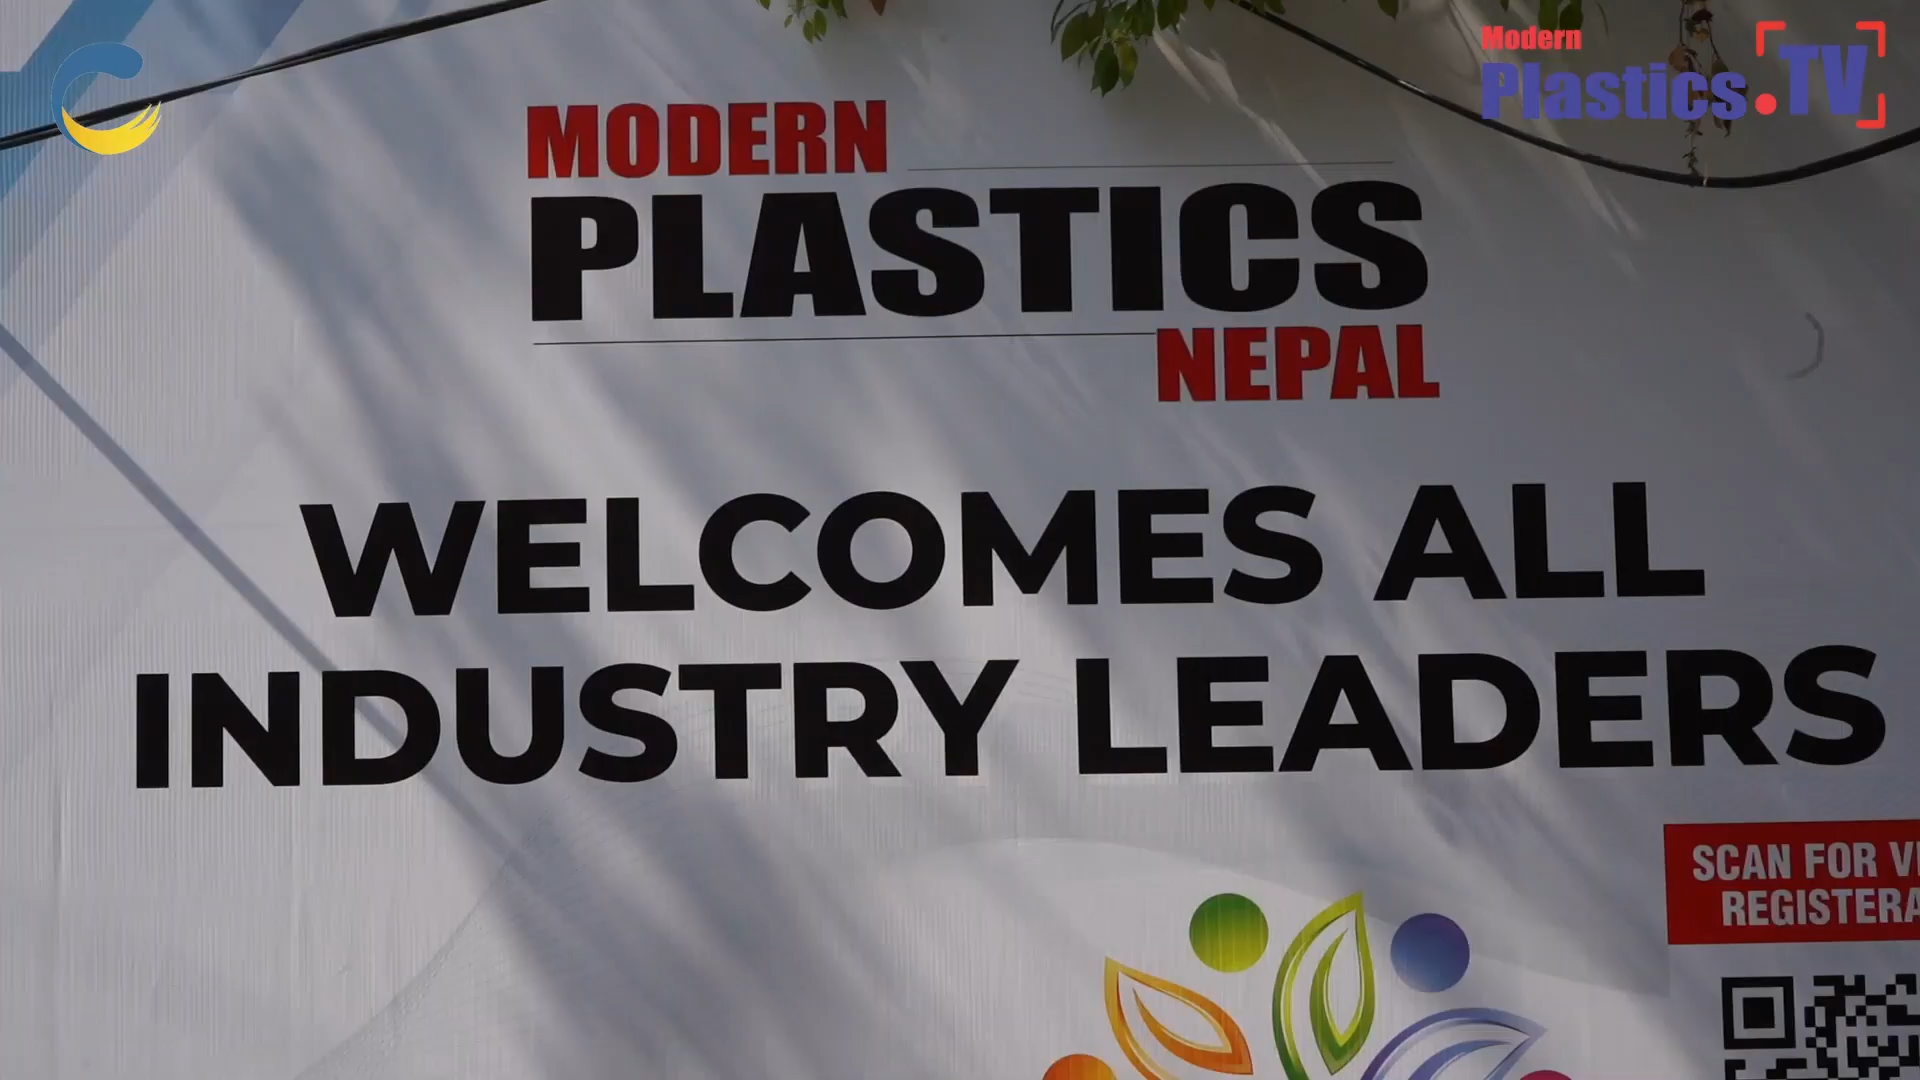 Modern
Plastics.TV
MODERN
PLASTICS
NEPAL
WELCOMES ALL
INDUSTRY LEADERS
SCAN FOR